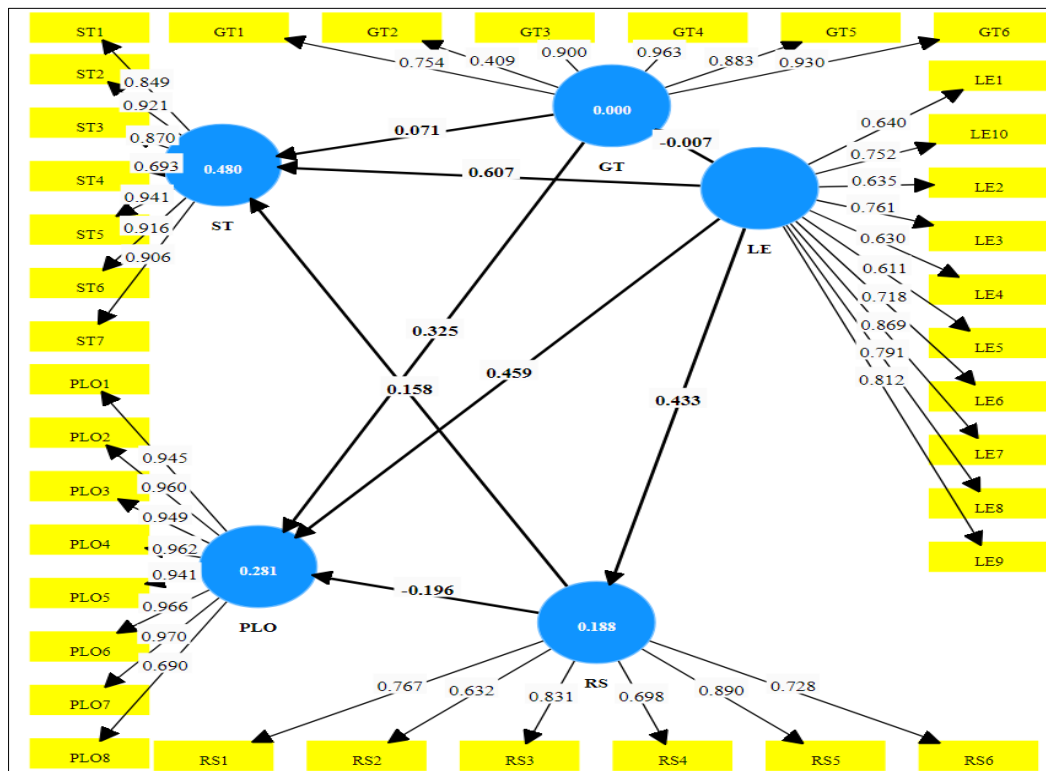 ST1
GT1
GT2
GT3
GT4
GT5
GT6
ST2
ST3
ST4
ST5
ST6
ST7
0.754
0.409
0.900
0.963
0.883
0.930
0.849
0.921
0.870
0.693
0.941
0.916
0.906
0.480
ST
0.000
GT
0.071
-0.007
0.607
LE
LE1
LE10
LE2
LE3
LE4
LE5
LE6
LE7
LE8
LE9
0.640
0.752
0.635
0.761
0.630
0.611
0.718
0.869
0.791
0.812
0.325
0.459
0.158
0.433
-0.196
PLO1
PLO2
PLO3
PLO4
PLO5
PLO6
PLO7
PLO8
0.945
0.960
0.949
0.962
0.941
0.966
0.970
0.690
0.281
PLO
0.188
RS
0.767
0.632
0.831
0.698
0.890
0.728
RS1
RS2
RS3
RS4
RS5
RS6